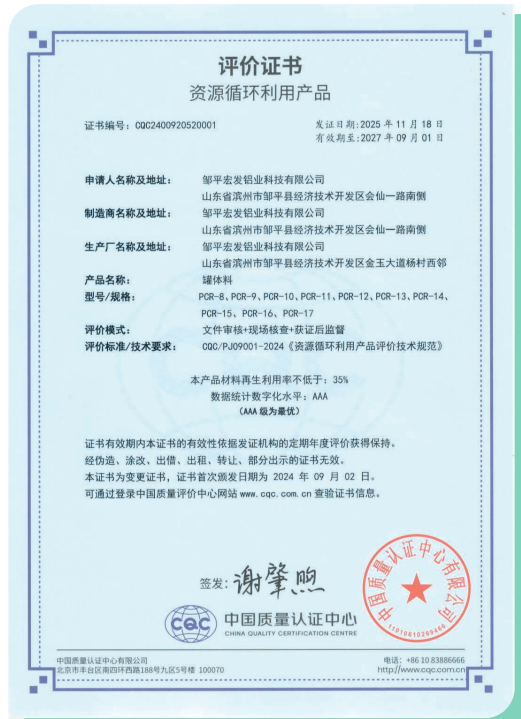 评价证书
资源循环利用产品
证书编号：CQC2400920520001
发证日期:2025 年 11 月 18 日
有效期至:2027 年 09 月 01 日
申请人名称及地址： 邹平宏发铝业科技有限公司
山东省滨州市邹平县经济技术开发区会仙一路南侧
制造商名称及地址： 邹平宏发铝业科技有限公司
山东省滨州市邹平县经济技术开发区会仙一路南侧
生产厂名称及地址： 邹平宏发铝业科技有限公司
山东省滨州市邹平县经济技术开发区金玉大道杨村西邻
产品名称： 罐体料
型号/规格： PCR-8、PCR-9、PCR-10、PCR-11、PCR-12、PCR-13、PCR-14、
PCR-15、PCR-16、PCR-17
评价模式： 文件审核+现场核查+获证后监督
评价标准/技术要求： CQC/PJ09001-2024《资源循环利用产品评价技术规范》
本产品材料再生利用率不低于：35%
数据统计数字化水平：AAA
（AAA 级为最优）
证书有效期内本证书的有效性依据发证机构的定期年度评价获得保持。
经伪造、涂改、出借、出租、转让、部分出示的证书无效。
本证书为变更证书，证书首次颁发日期为 2024 年 09 月 02 日。
可通过登录中国质量评价中心网站 www.cqc.com.cn 查验证书信息。
签发：谢肇煦
中国质量认证中心有限公司
11010610299466
CQC
中国质量认证中心
CHINA QUALITY CERTIFICATION CENTRE
中国质量认证中心有限公司
北京市丰台区南四环西路188号九区5号楼 100070
电话：+86 10 83886666
http://www.cqc.com.cn